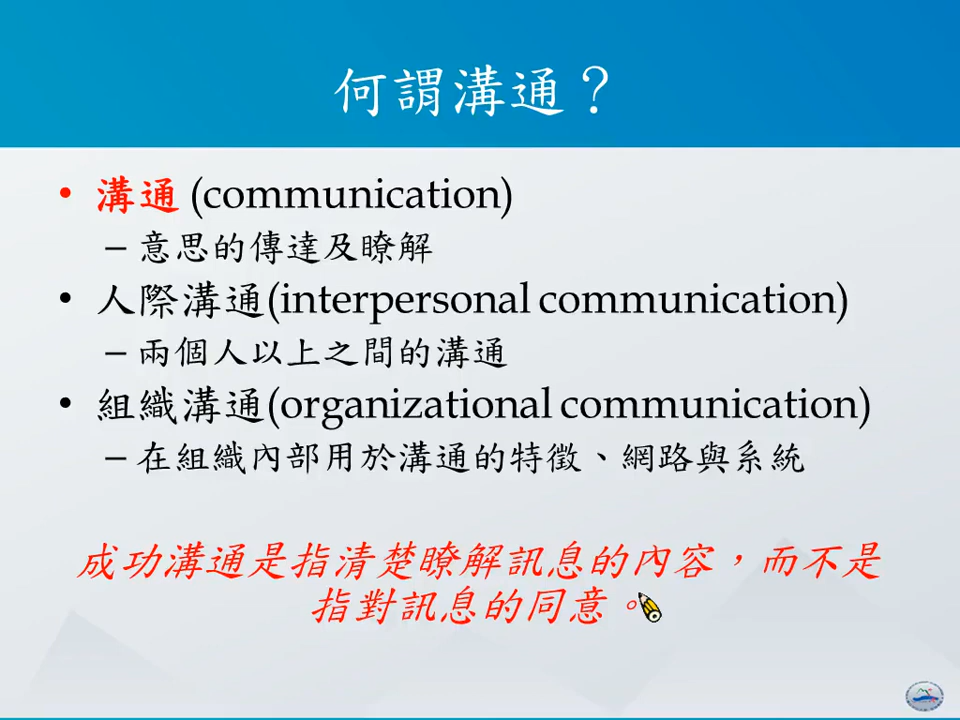 何謂溝通？
• 溝通 (communication)
– 意思的傳達及瞭解
• 人際溝通(interpersonal communication)
– 兩個人以上之間的溝通
• 組織溝通(organizational communication)
– 在組織內部用於溝通的特徵、網路與系統
成功溝通是指清楚瞭解訊息的內容，而不是
指對訊息的同意。